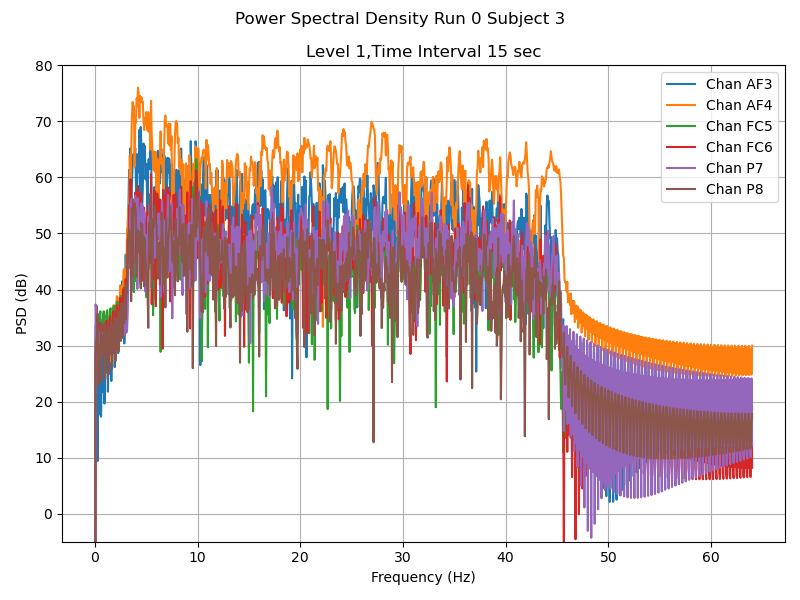 Power Spectral Density Run 0 Subject 3
Level 1,Time Interval 15 sec
80
70
60
50
40
30
20
10
0
PSD (dB)
Chan AF3
Chan AF4
Chan FC5
Chan FC6
Chan P7
Chan P8
0 10 20 30 40 50 60
Frequency (Hz)